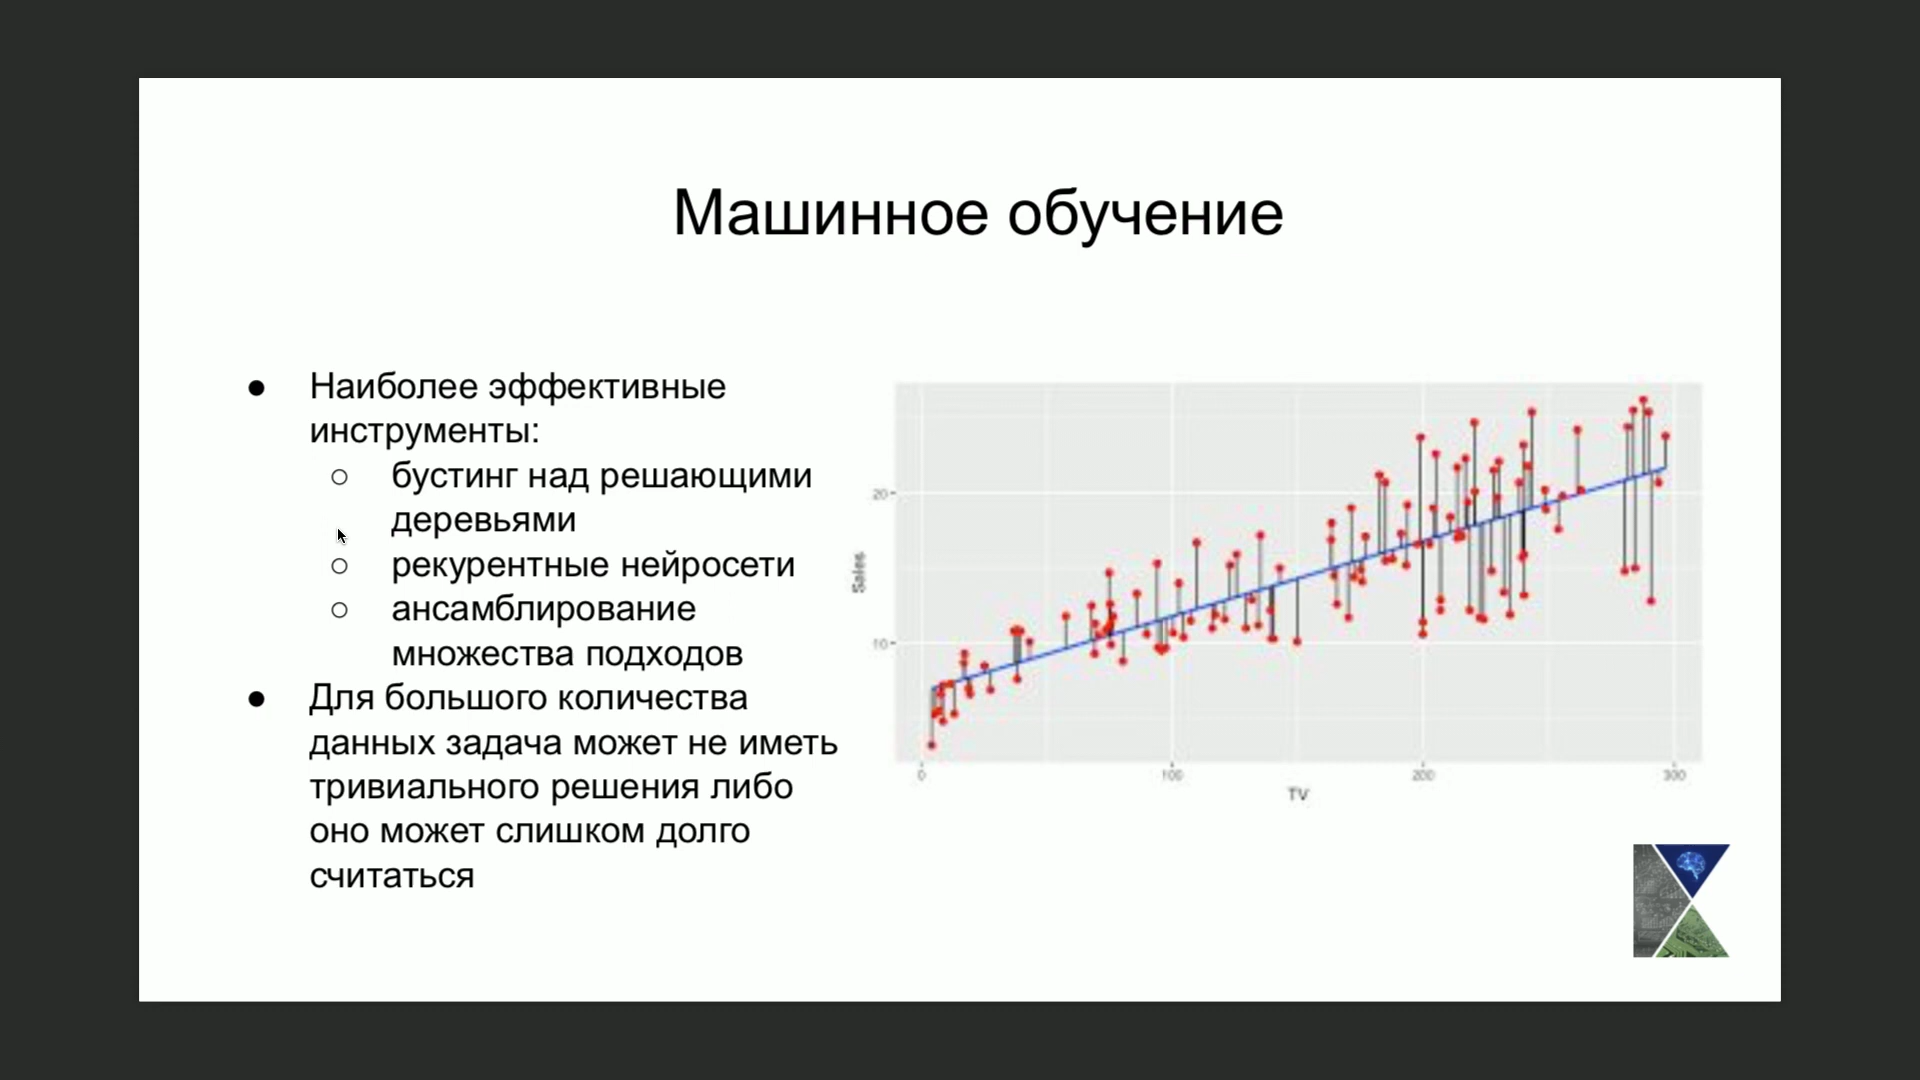 Машинное обучение
● Наиболее эффективные
инструменты:
○ бустинг над решающими
деревьями
○ рекурентные нейросети
○ ансамблирование
множества подходов
● Для большого количества
данных задача может не иметь
тривиального решения либо
оно может слишком долго
считаться
Sales
20
10
0 100 200 300
TV